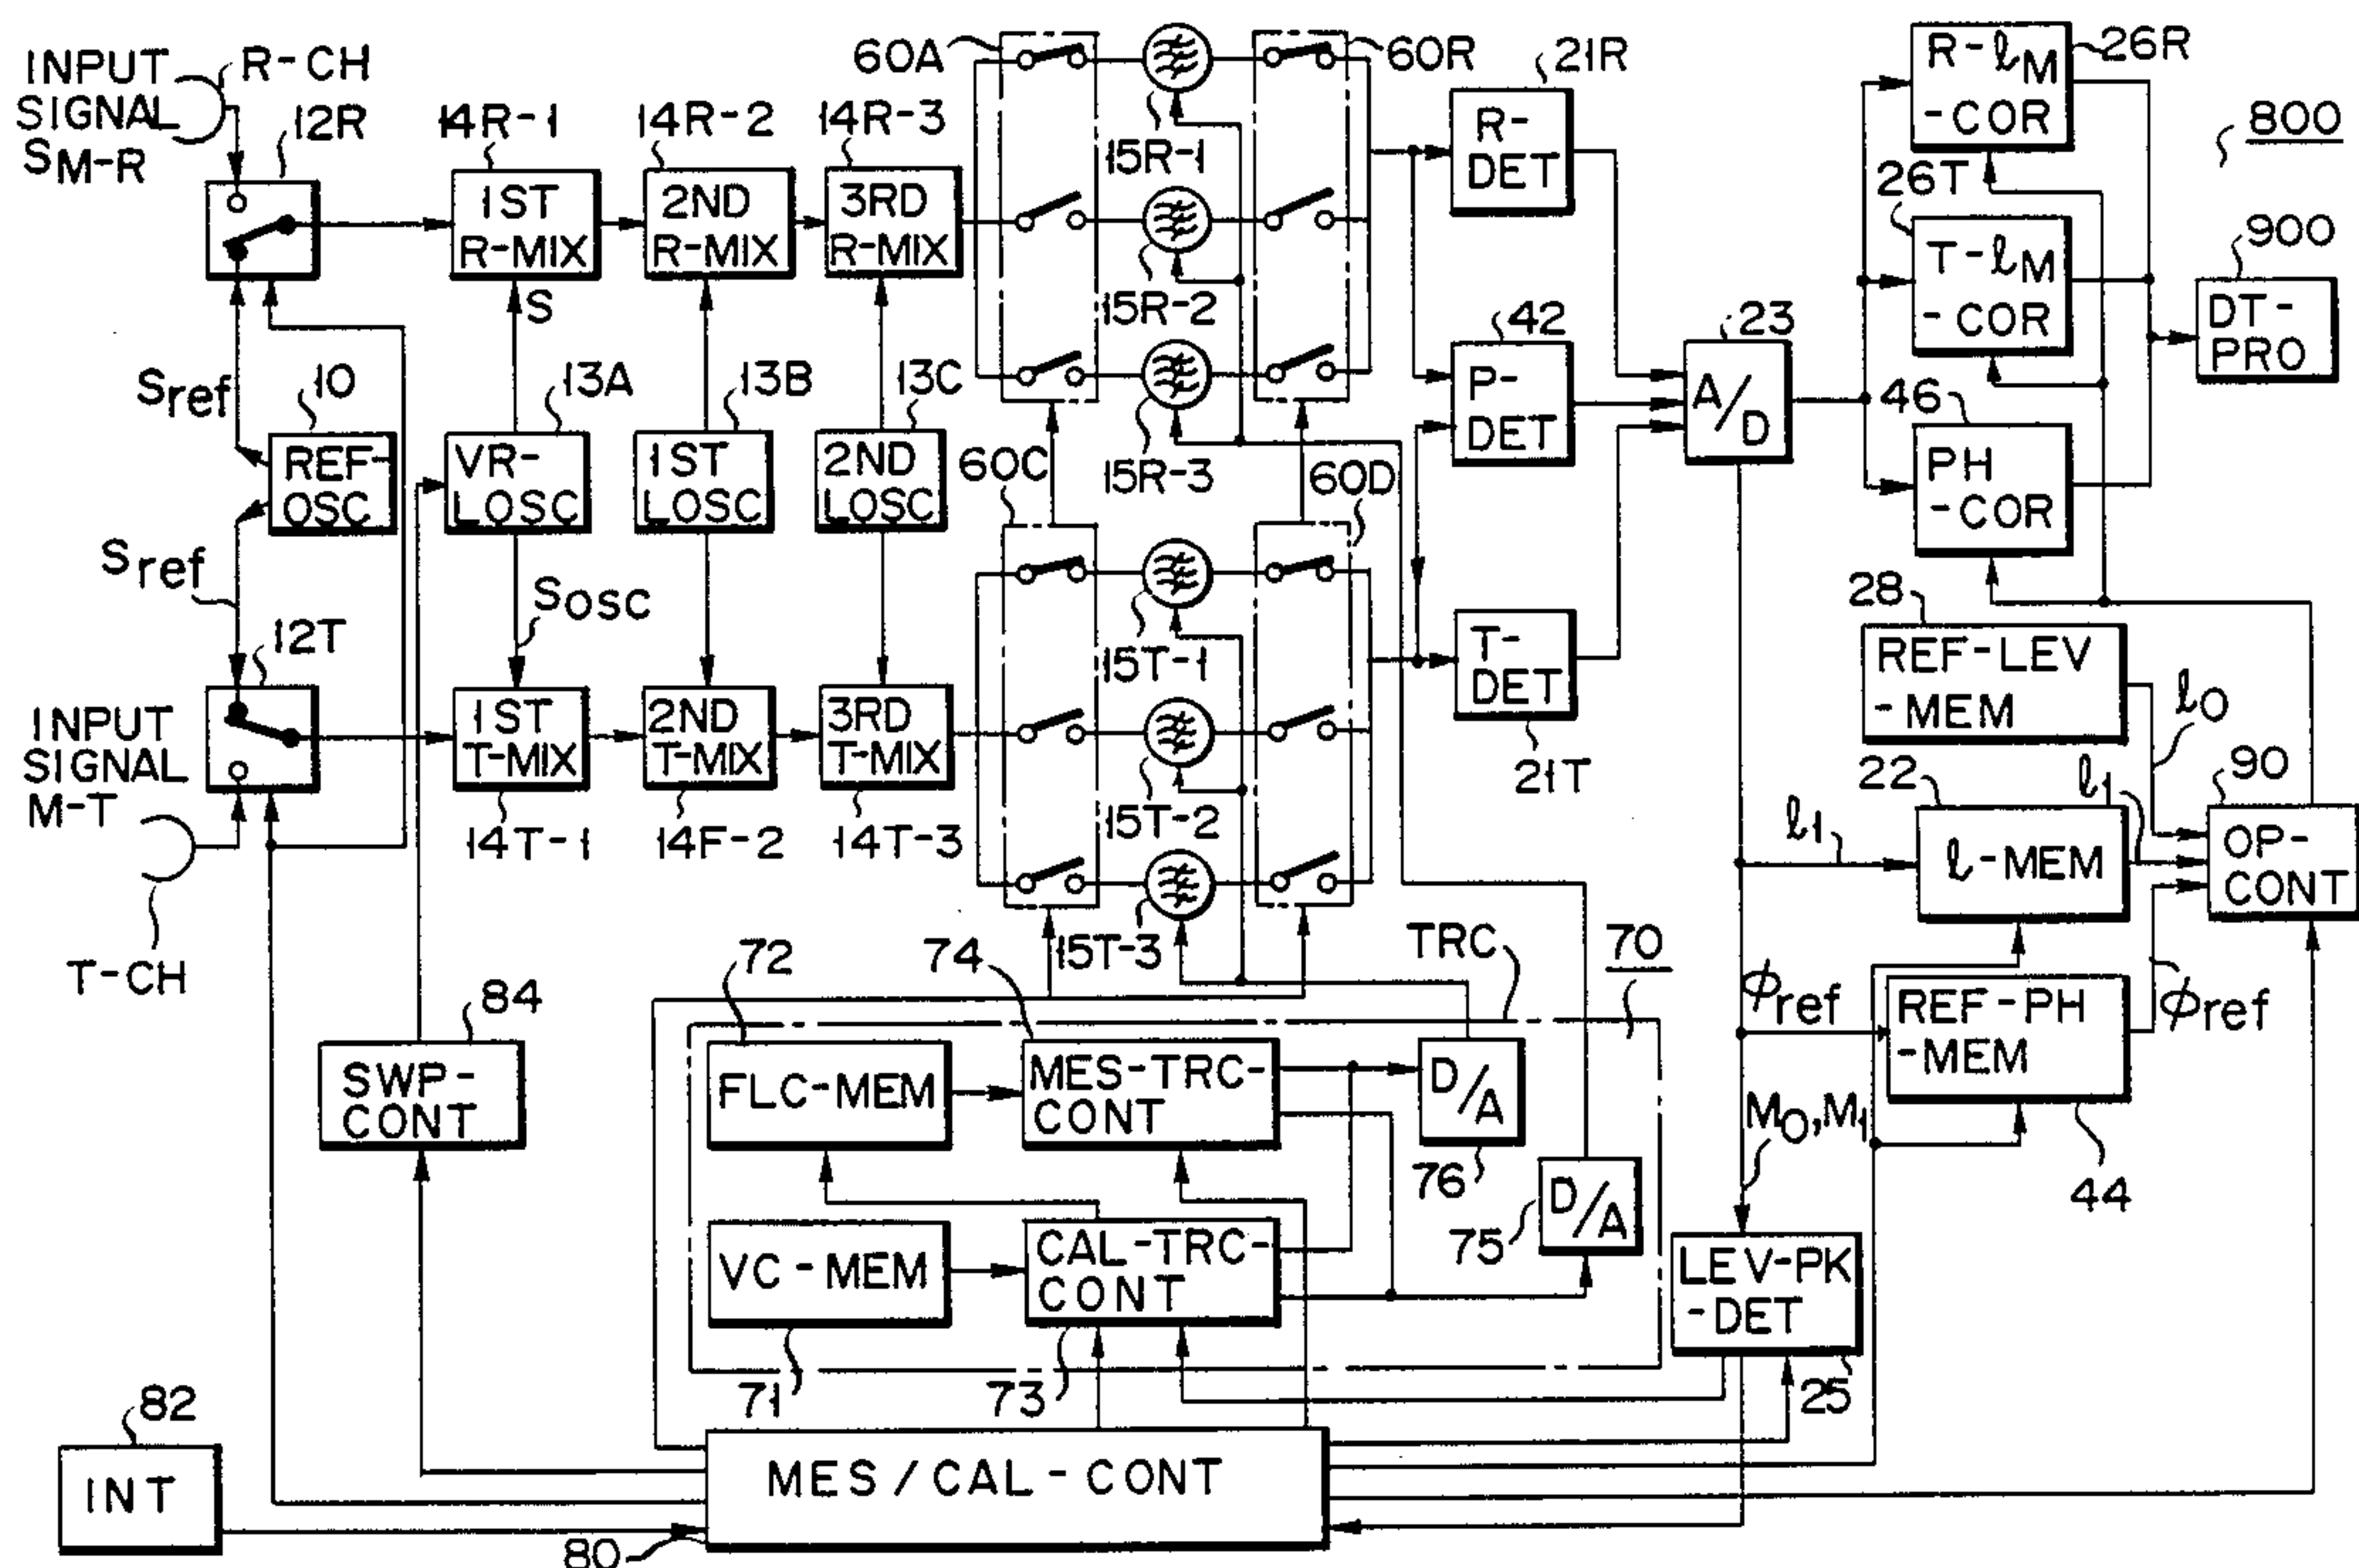 INPUT
SIGNAL
SM-R
R-CH
12R
14R-1
14R-2
14R-3
60A
60R
21R
R-lM
-COR
26R
800
1ST
R-MIX
2ND
R-MIX
3RD
R-MIX
15R-1
R-
DET
26T
T-lM
-COR
900
DT-
PRO
S
15R-2
42
23
Sref
10
13A
13B
13C
P-
DET
A/D
46
REF-
OSC
VR-
LOSC
1ST
LOSC
2ND
LOSC
60C
15R-3
60D
PH
-COR
Sref
SOSC
28
REF-LEV
-MEM
12T
15T-1
T-
DET
l0
INPUT
SIGNAL
M-T
1ST
T-MIX
2ND
T-MIX
3RD
T-MIX
21T
22
l1
90
14T-1
14F-2
14T-3
15T-2
l1
l-MEM
OP-
CONT
T-CH
15T-3
72
74
TRC
70
84
ϕref
REF-PH
-MEM
ϕref
SWP-
CONT
FLC-MEM
MES-TRC-
CONT
D/A
76
M0,M1
44
VC-MEM
CAL-TRC-
CONT
75
D/A
LEV-PK
-DET
71
73
25
82
INT
MES/CAL-CONT
80